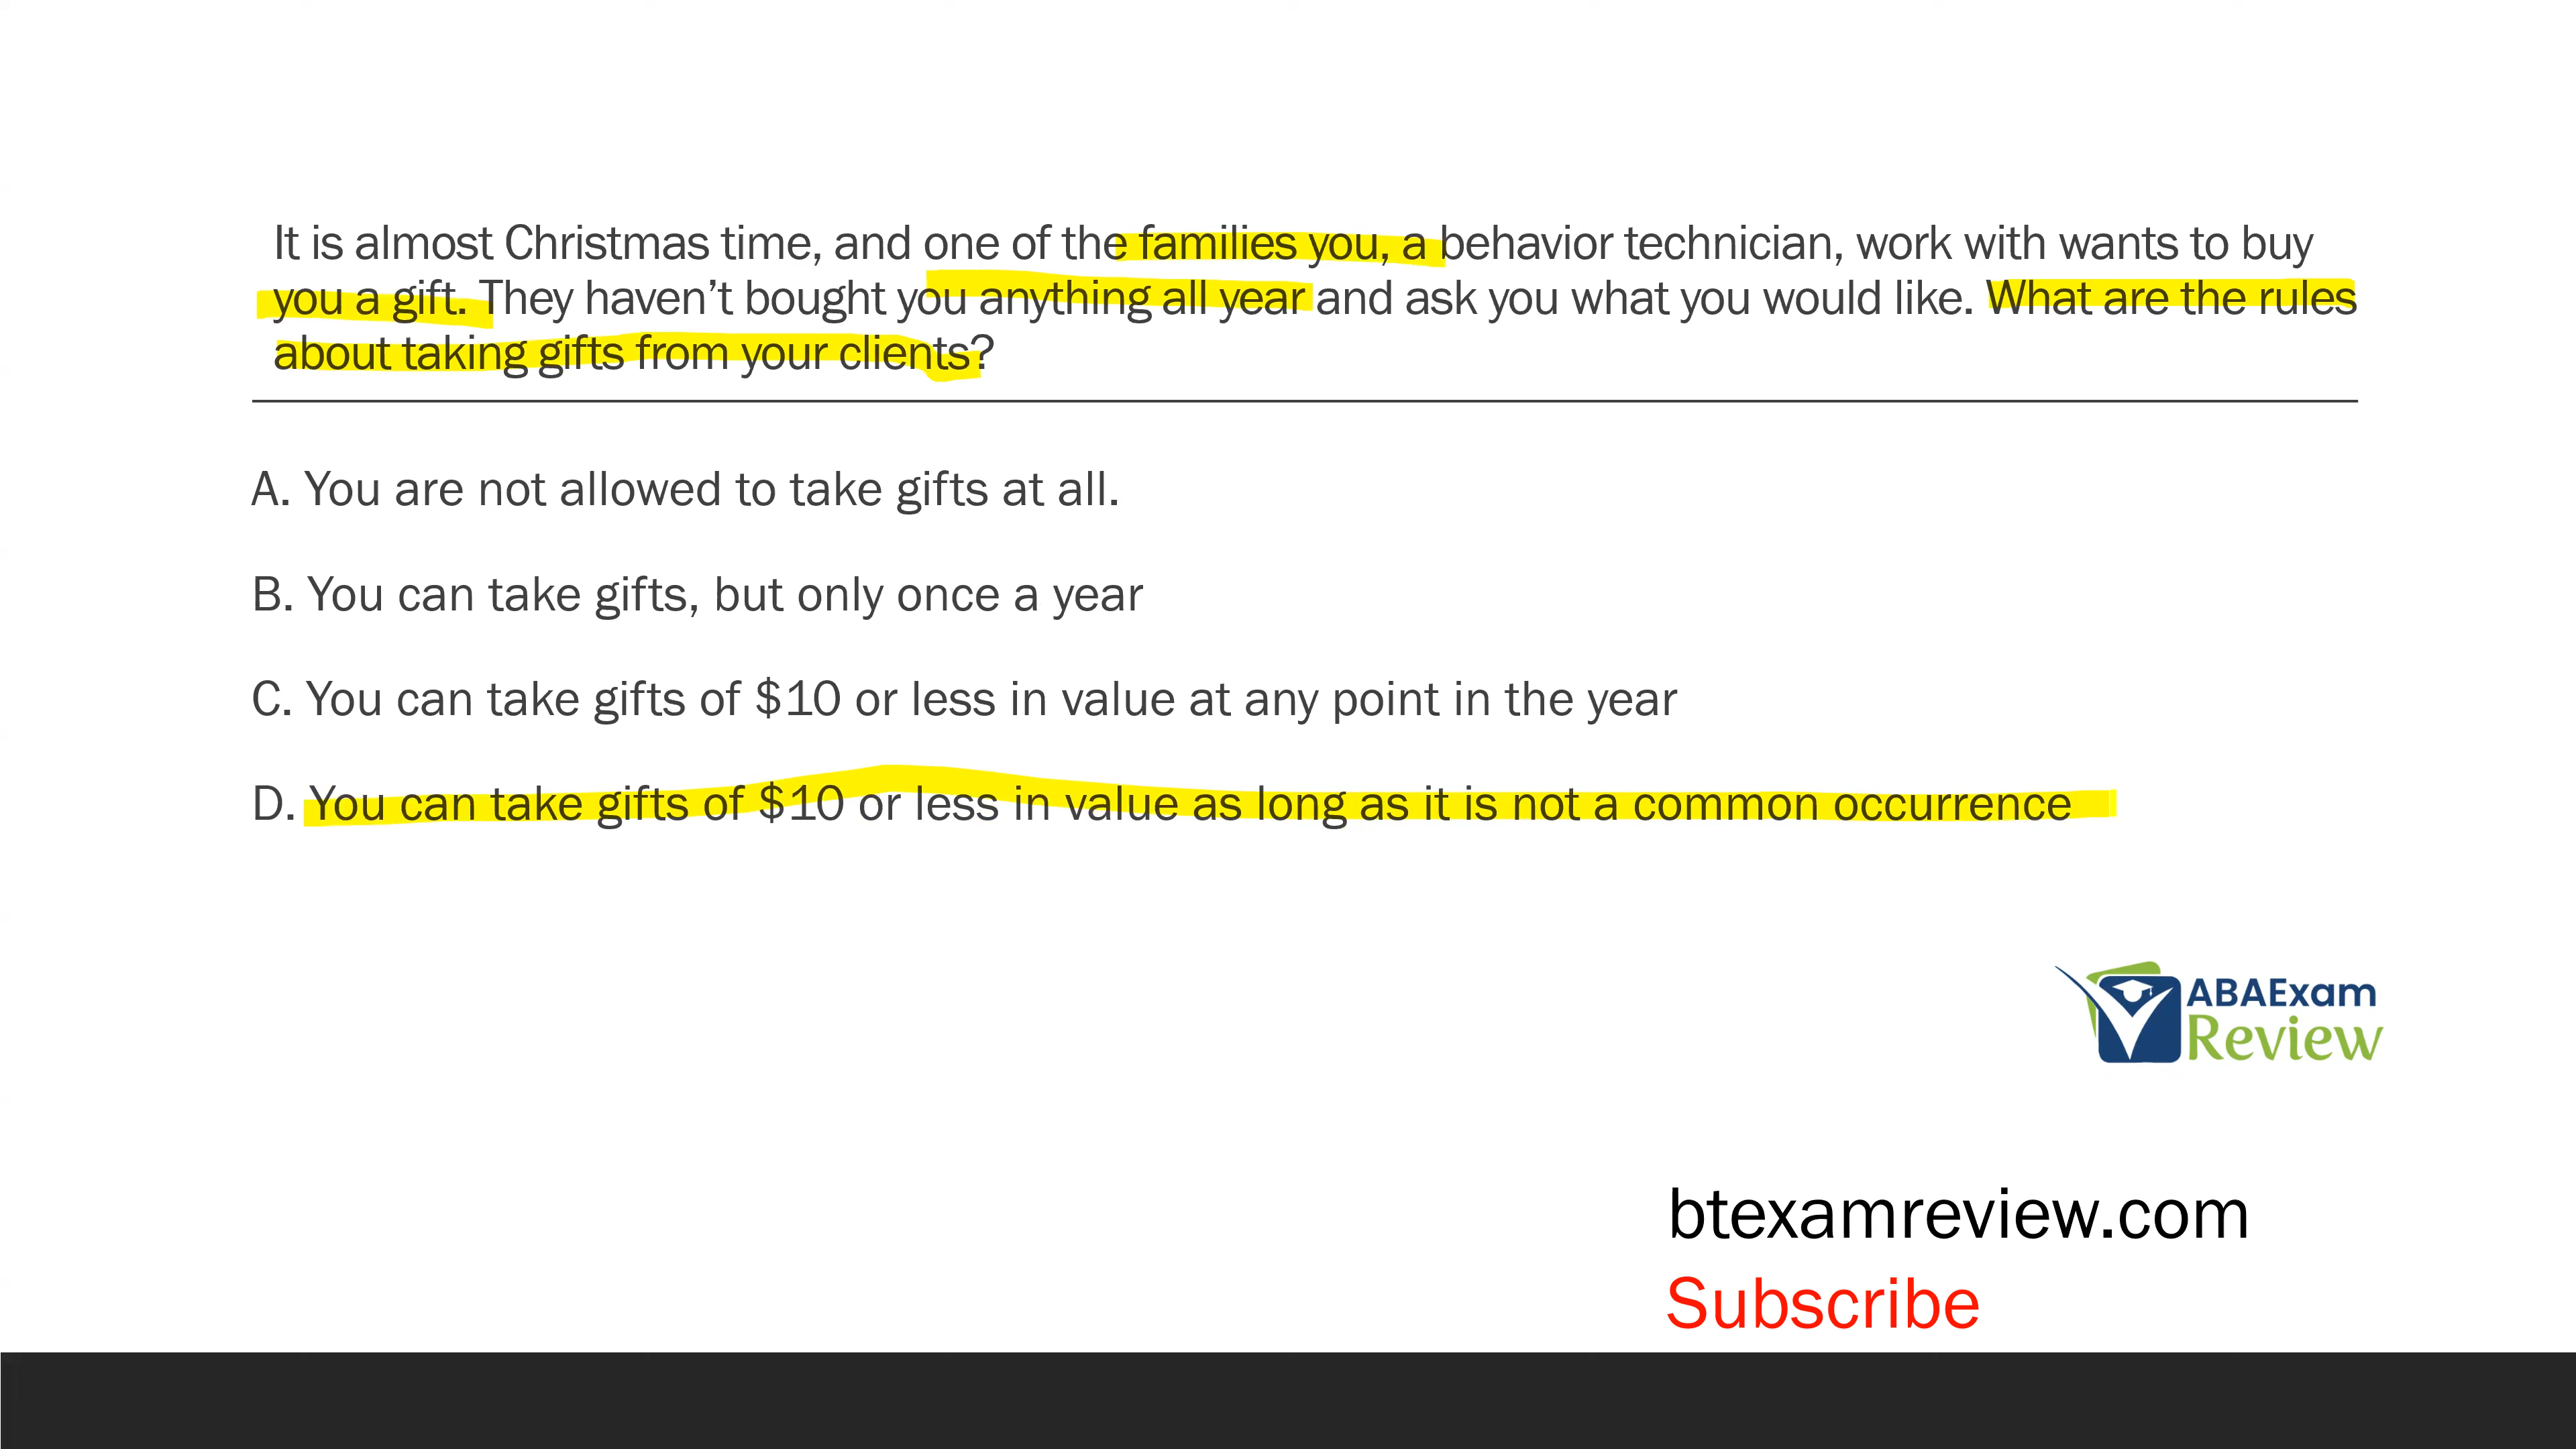 It is almost Christmas time, and one of the families you, a behavior technician, work with wants to buy
you a gift. They haven’t bought you anything all year and ask you what you would like. What are the rules
about taking gifts from your clients?
A. You are not allowed to take gifts at all.
B. You can take gifts, but only once a year
C. You can take gifts of $10 or less in value at any point in the year
D. You can take gifts of $10 or less in value as long as it is not a common occurrence
ABAExam
Review
btexamreview.com
Subscribe